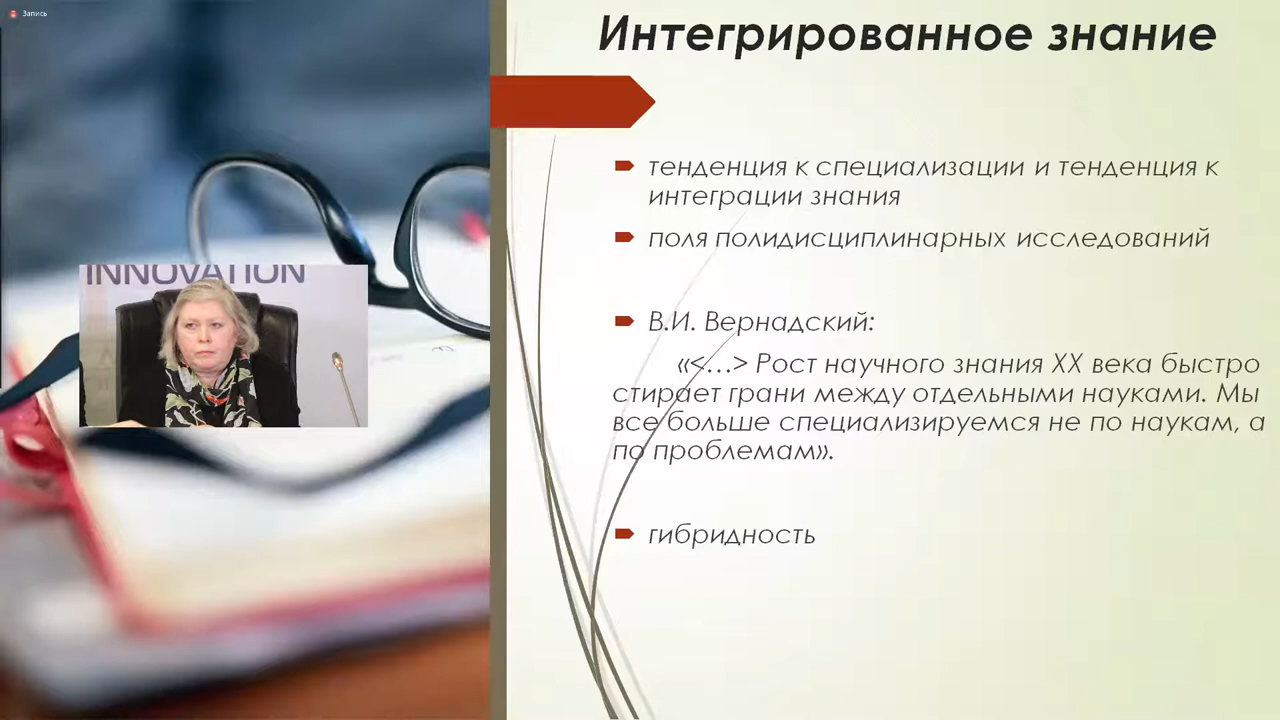 Запись
Интегрированное знание
тенденция к специализации и тенденция к
интеграции знания
поля полидисциплинарных исследований
INNOVATION
В.И. Вернадский:
«<…> Рост научного знания XX века быстро
стирает грани между отдельными науками. Мы
все больше специализируемся не по наукам, а
по проблемам».
гибридность